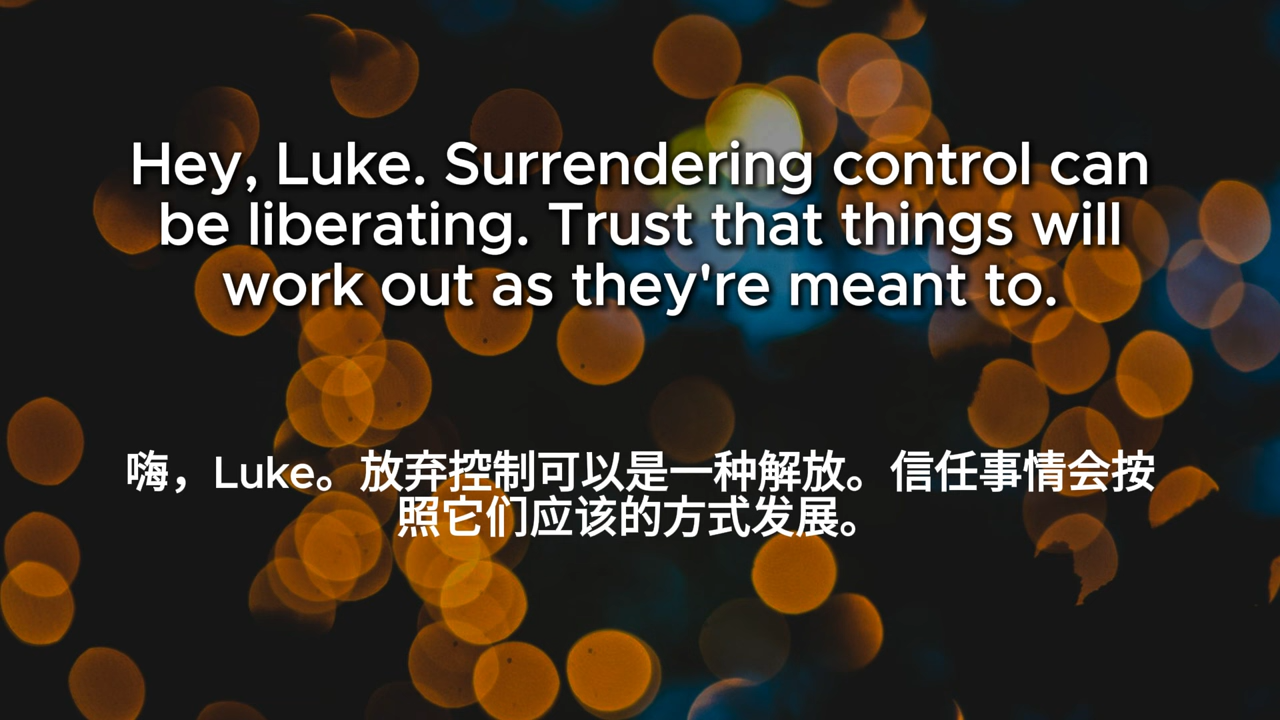 Hey, Luke. Surrendering control can
be liberating. Trust that things will
work out as they're meant to.
嗨，Luke。放弃控制可以是一种解放。信任事情会按
照它们应该的方式发展。